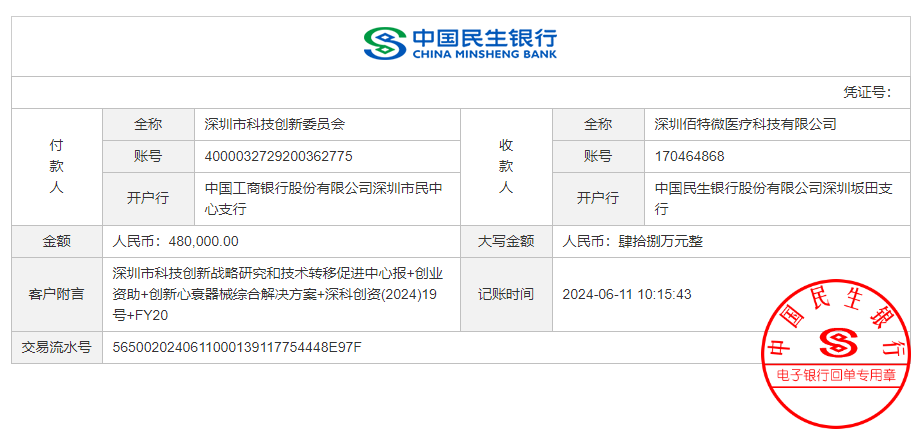 中国民生银行
CHINA MINSHENG BANK
凭证号：
付款人
全称
深圳市科技创新委员会
收款人
全称
深圳佰特微医疗科技有限公司
账号
4000032729200362775
账号
170464868
开户行
中国工商银行股份有限公司深圳市民中
心支行
开户行
中国民生银行股份有限公司深圳坂田支
行
金额
人民币：480,000.00
大写金额
人民币：肆拾捌万元整
客户附言
深圳市科技创新战略研究和技术转移促进中心报+创业
资助+创新心衰器械综合解决方案+深科创资(2024)19
号+FY20
记账时间
2024-06-11 10:15:43
交易流水号
5650020240611000139117754448E97F
中国民生银行
电子银行回单专用章